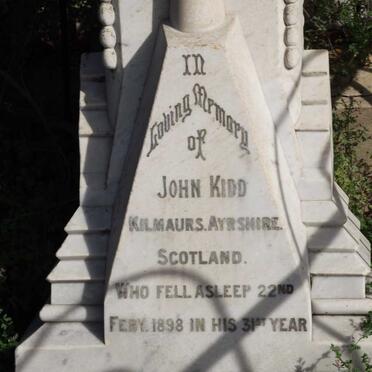 IN
Loving Memory
of
JOHN KIDD
KILMAURS. AYRSHIRE.
SCOTLAND.
WHO FELL ASLEEP 22ND
FEBY. 1898 IN HIS 31ST YEAR